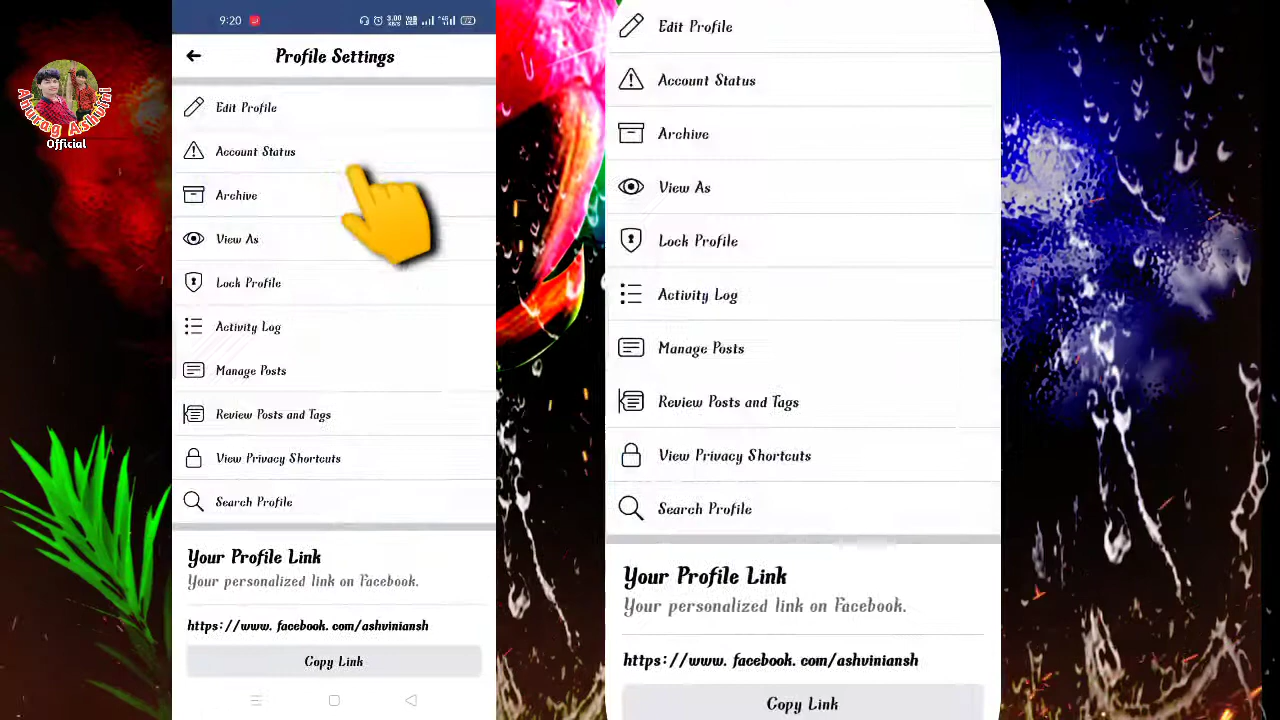 Anurag Ashvini
Official
9:20
Profile Settings
Edit Profile
Account Status
Archive
View As
Lock Profile
Activity Log
Manage Posts
Review Posts and Tags
View Privacy Shortcuts
Search Profile
Your Profile Link
Your personalized link on Facebook.
https://www. facebook. com/ashviniansh
Copy Link
Edit Profile
Account Status
Archive
View As
Lock Profile
Activity Log
Manage Posts
Review Posts and Tags
View Privacy Shortcuts
Search Profile
Your Profile Link
Your personalized link on Facebook.
https://www. facebook. com/ashviniansh
Copy Link